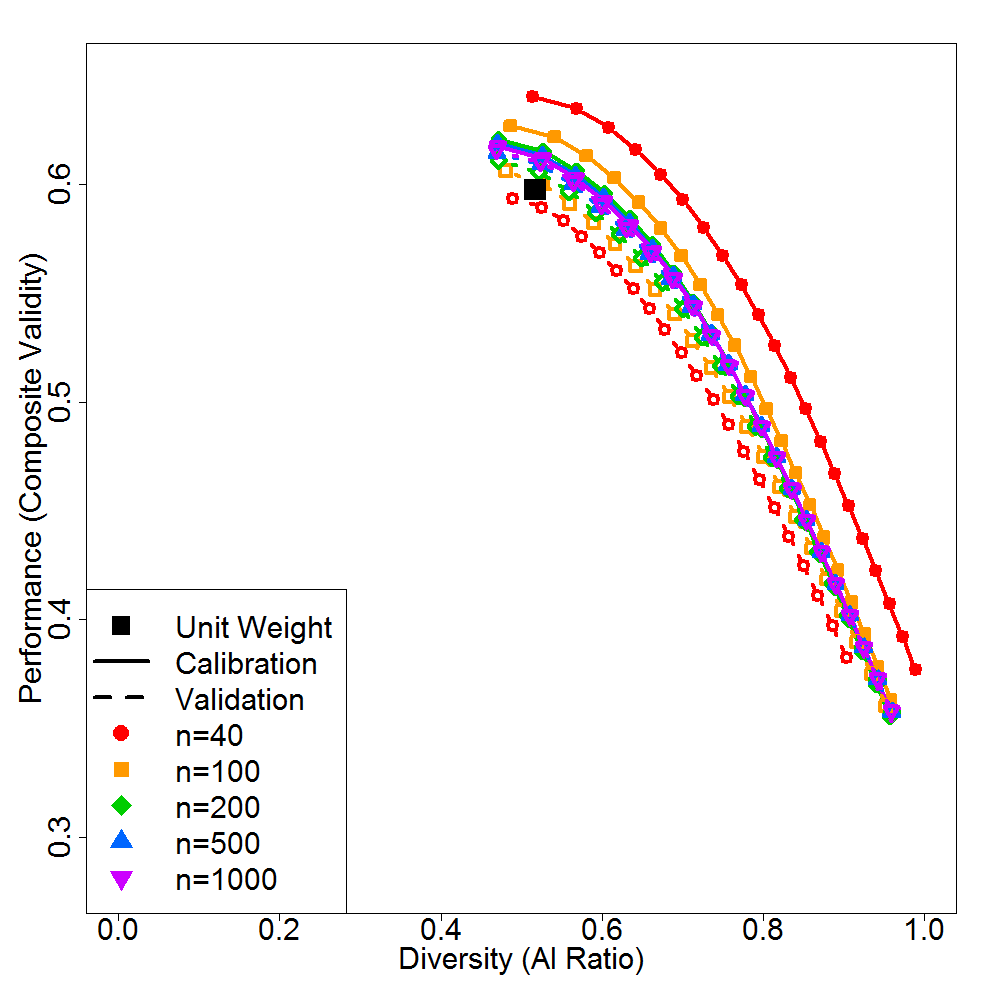 Performance (Composite Validity)
0.6
0.5
0.4
0.3
Unit Weight
Calibration
Validation
n=40
n=100
n=200
n=500
n=1000
0.0 0.2 0.4 0.6 0.8 1.0
Diversity (AI Ratio)